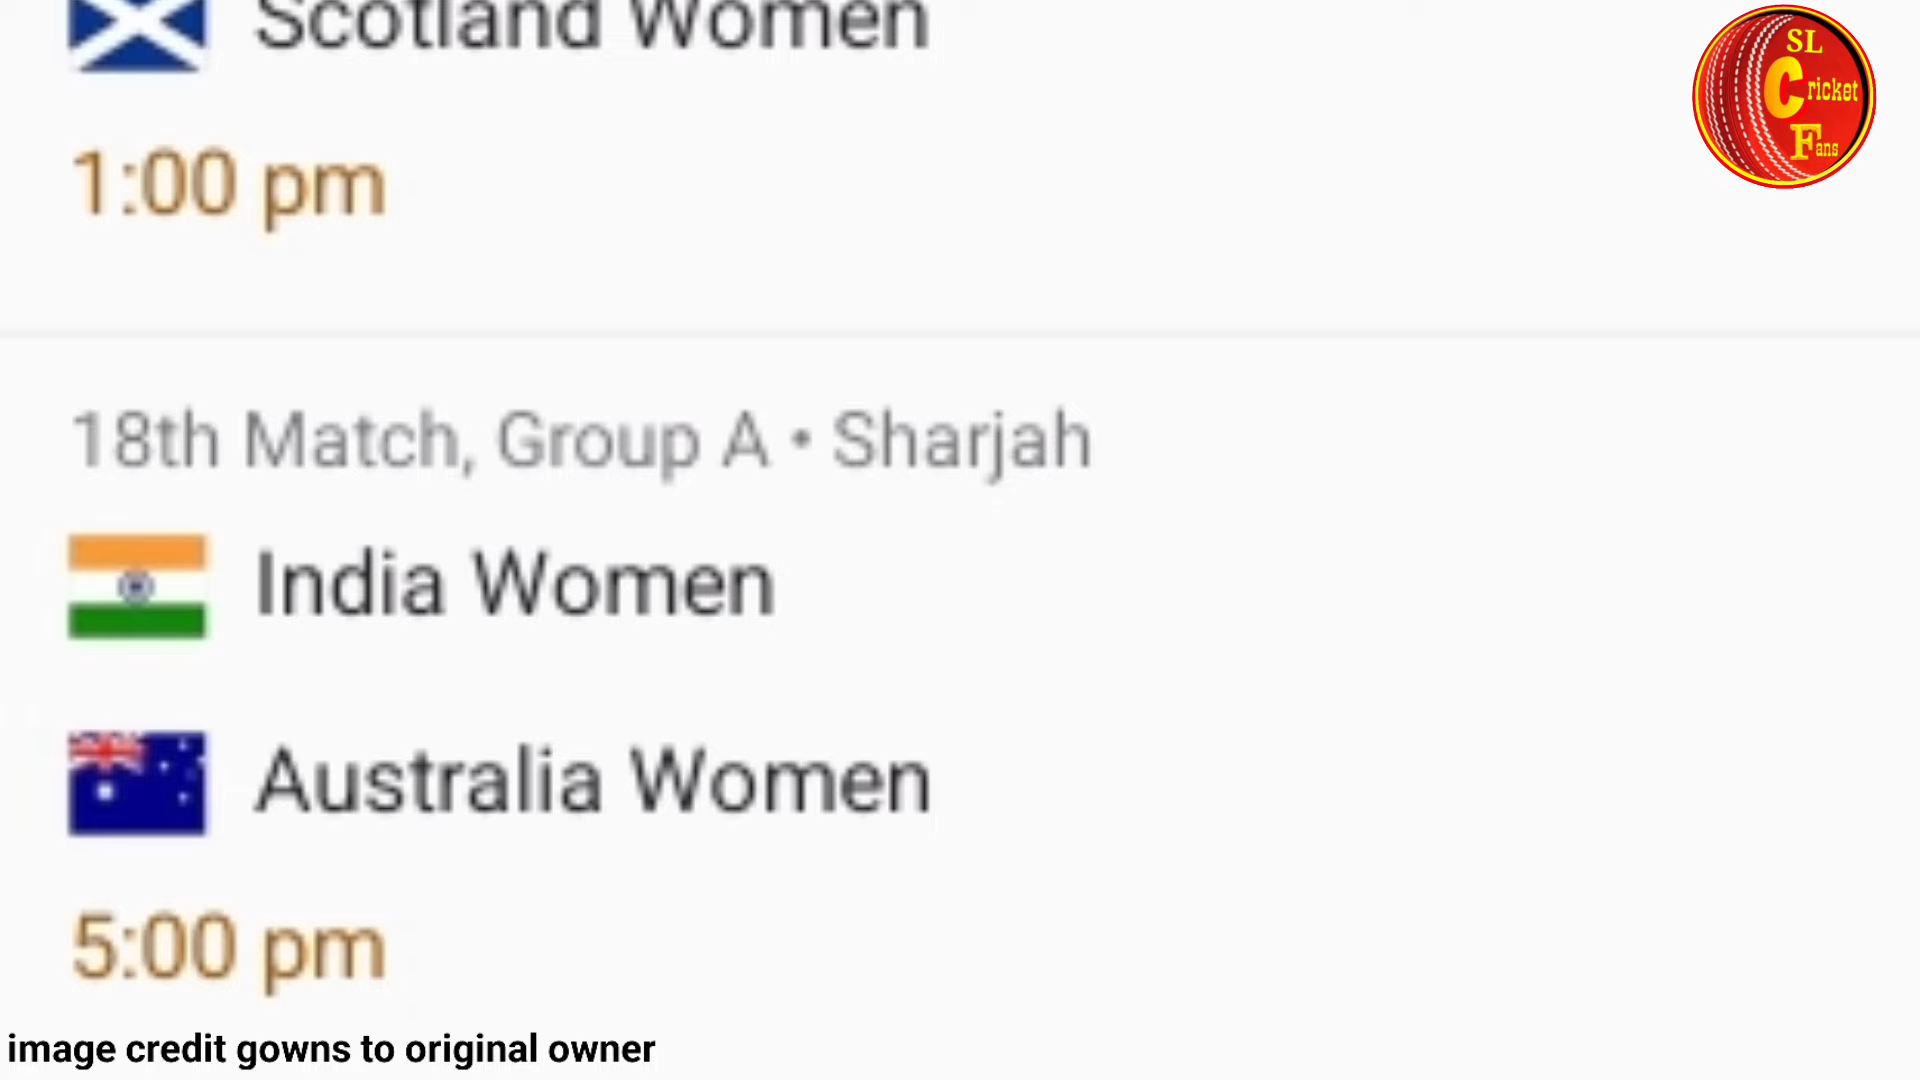 Scotland Women
SL
Cricket
Fans
1:00 pm
18th Match, Group A • Sharjah
India Women
Australia Women
5:00 pm
image credit gowns to original owner